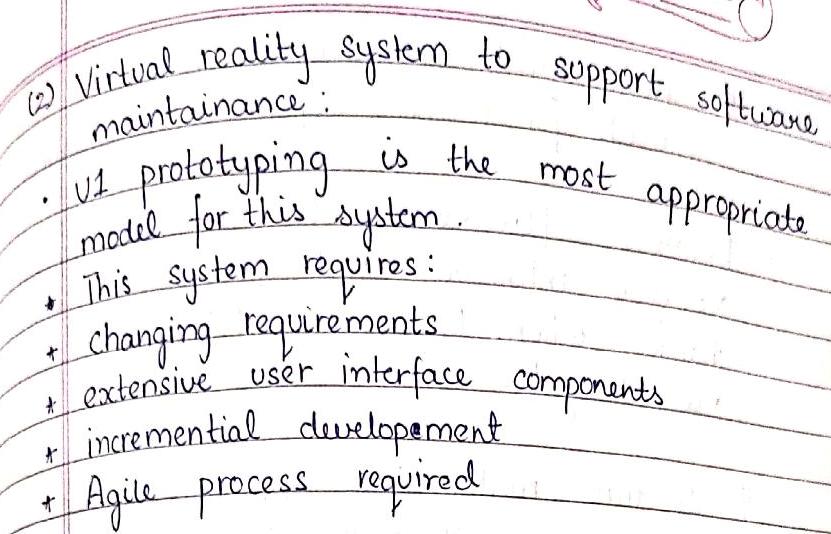 (2) Virtual reality system to support software
maintainance :
• U1 prototyping is the most appropriate
model for this system .
* This system requires :
* changing requirements
* extensive user interface components
* incremential developement
* Agile process required